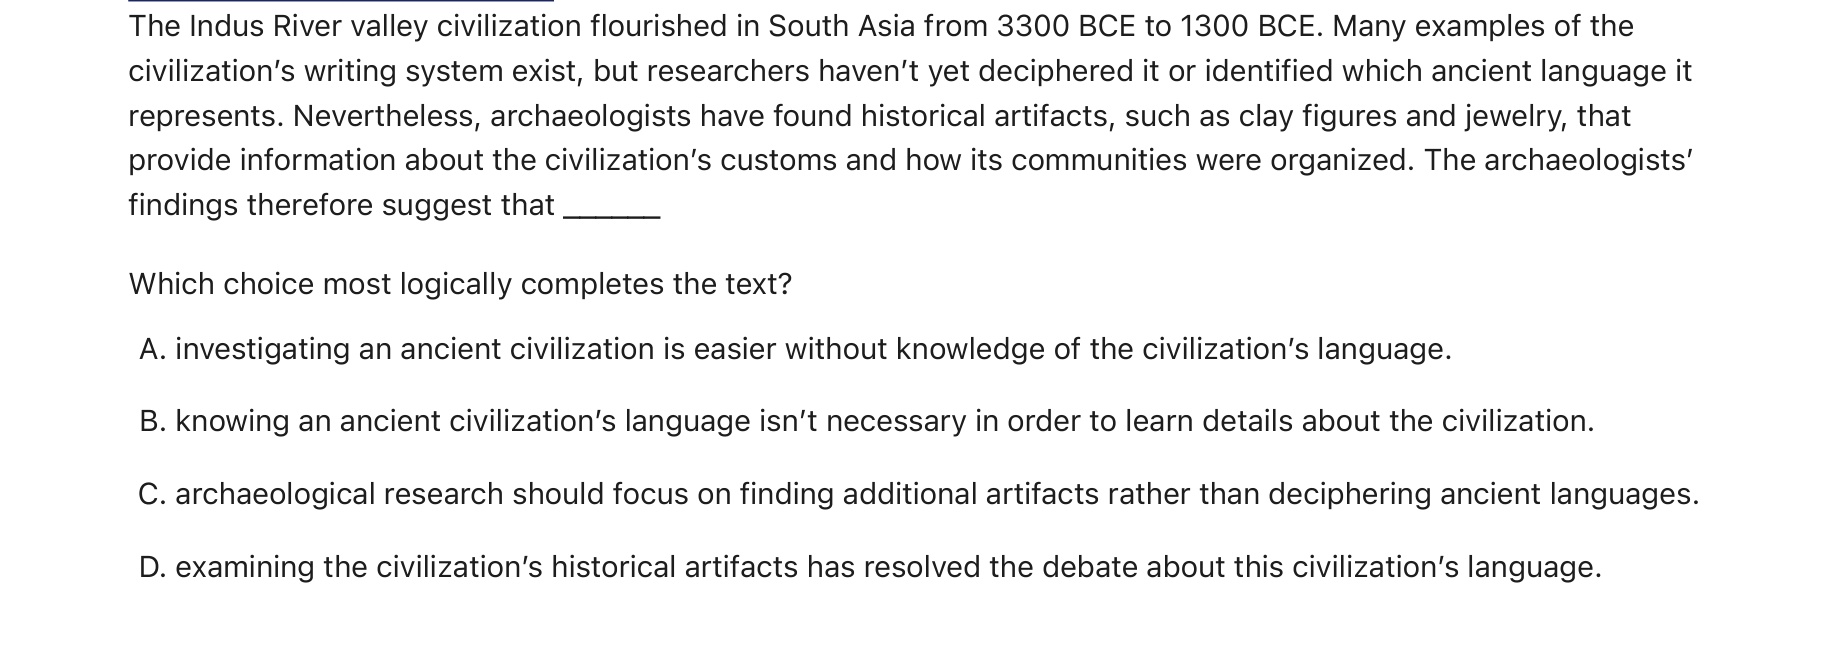 The Indus River valley civilization flourished in South Asia from 3300 BCE to 1300 BCE. Many examples of the
civilization’s writing system exist, but researchers haven’t yet deciphered it or identified which ancient language it
represents. Nevertheless, archaeologists have found historical artifacts, such as clay figures and jewelry, that
provide information about the civilization’s customs and how its communities were organized. The archaeologists’
findings therefore suggest that ______
Which choice most logically completes the text?
A. investigating an ancient civilization is easier without knowledge of the civilization’s language.
B. knowing an ancient civilization’s language isn’t necessary in order to learn details about the civilization.
C. archaeological research should focus on finding additional artifacts rather than deciphering ancient languages.
D. examining the civilization’s historical artifacts has resolved the debate about this civilization’s language.